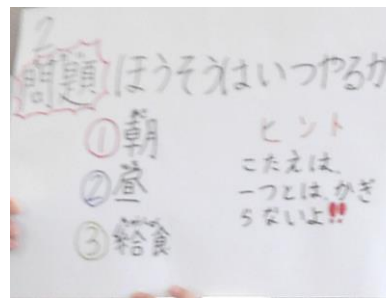 2
問題 ほうそうはいつやるか
①朝
②昼
③給食
ヒント
こたえは、
一つとは、かぎ
らないよ!!